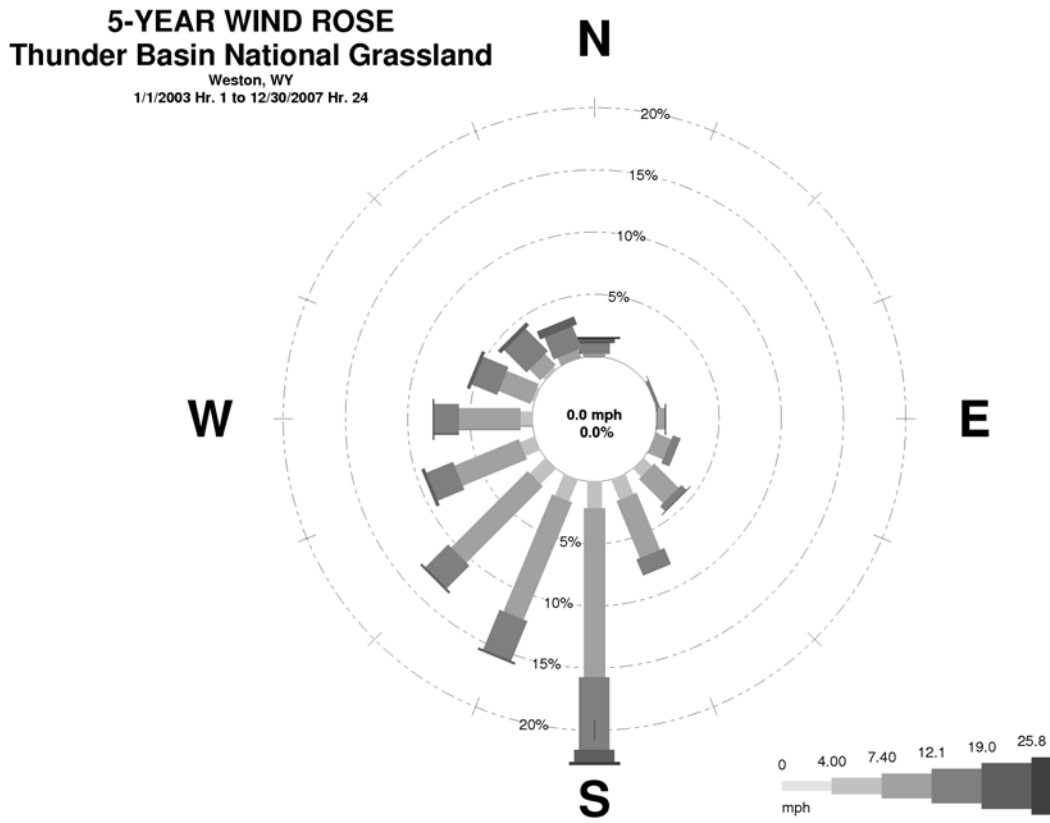 5-YEAR WIND ROSE
Thunder Basin National Grassland
Weston, WY
1/1/2003 Hr. 1 to 12/30/2007 Hr. 24
N
20%
15%
10%
5%
W
0.0 mph
0.0%
E
5%
10%
15%
20%
S
0 4.00 7.40 12.1 19.0 25.8
mph